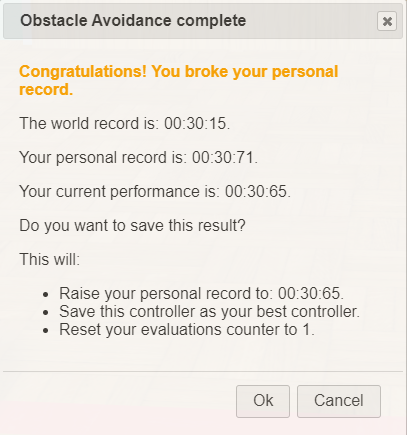 Obstacle Avoidance complete
Congratulations! You broke your personal
record.
The world record is: 00:30:15.
Your personal record is: 00:30:71.
Your current performance is: 00:30:65.
Do you want to save this result?
This will:
• Raise your personal record to: 00:30:65.
• Save this controller as your best controller.
• Reset your evaluations counter to 1.
Ok
Cancel